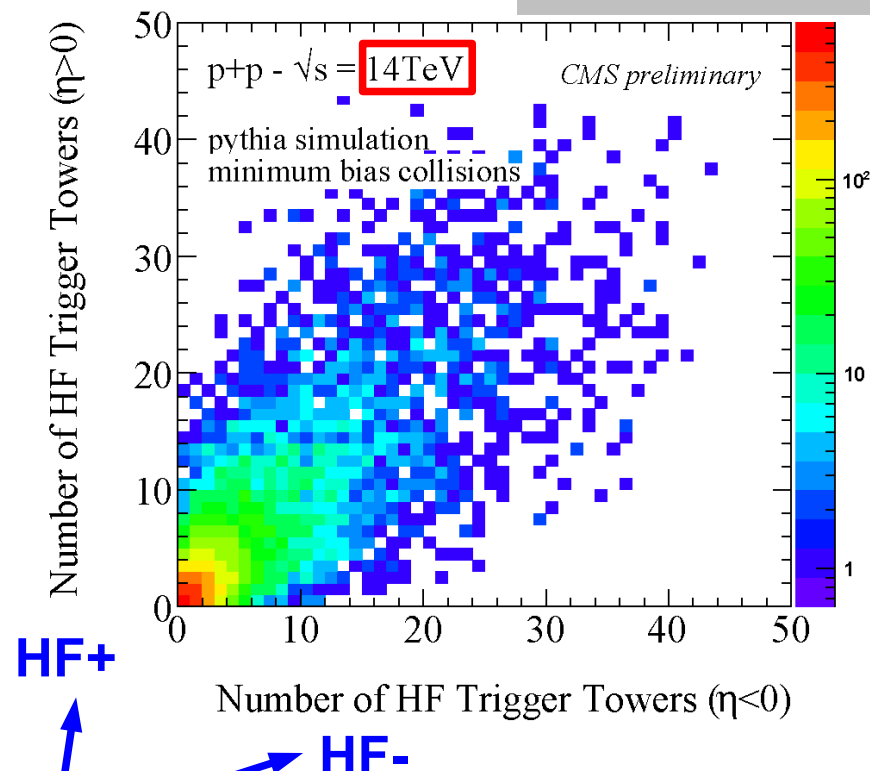 p+p - √s = 14TeV
CMS preliminary
pythia simulation
minimum bias collisions
Number of HF Trigger Towers (η>0)
50
40
30
20
10
0
0 10 20 30 40 50
Number of HF Trigger Towers (η<0)
10²
10
1
HF+
HF-